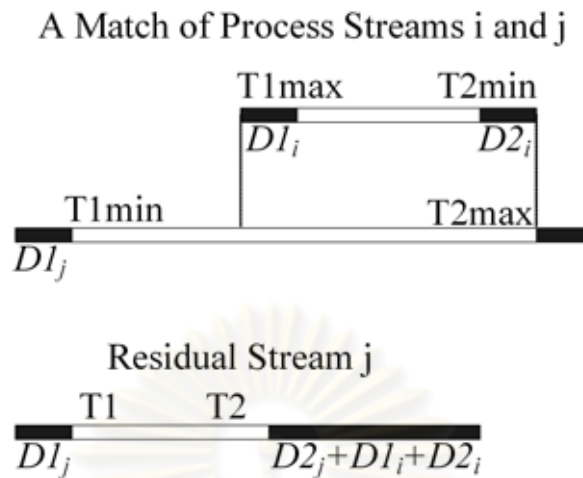 A Match of Process Streams i and j
T1max T2min
D1i D2i
T1min T2max
D1j
Residual Stream j
T1 T2
D1j D2j+D1i+D2i